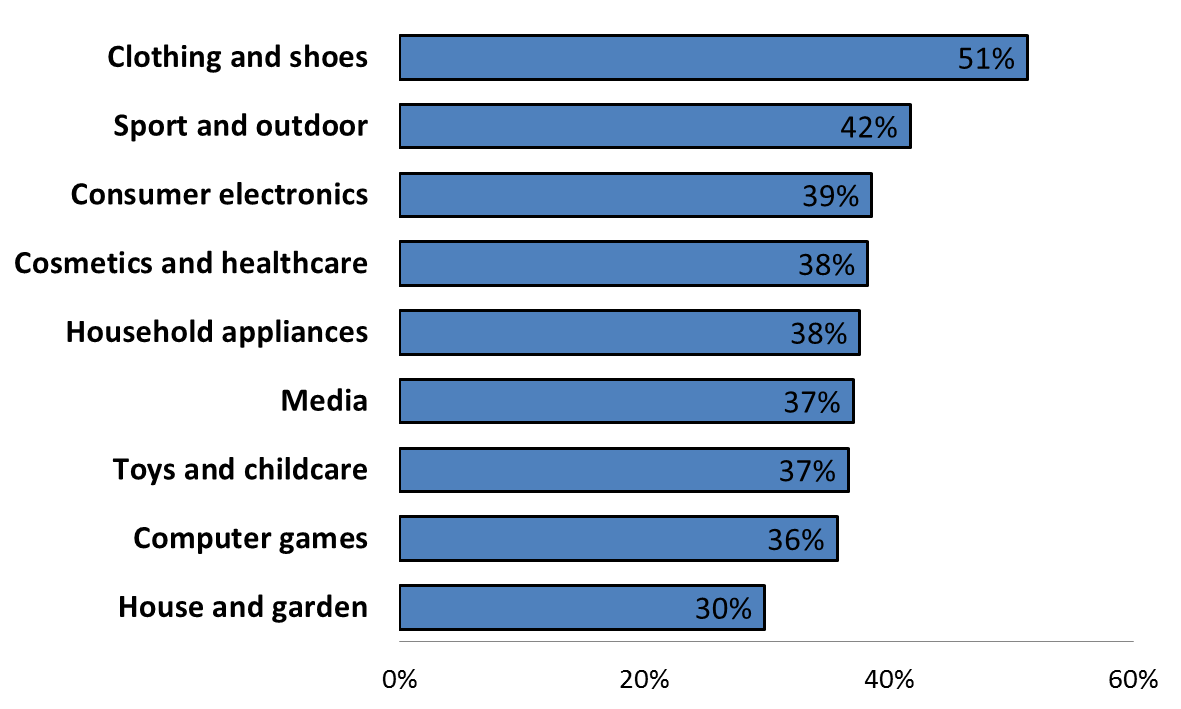 Clothing and shoes 51%
Sport and outdoor 42%
Consumer electronics 39%
Cosmetics and healthcare 38%
Household appliances 38%
Media 37%
Toys and childcare 37%
Computer games 36%
House and garden 30%
0% 20% 40% 60%